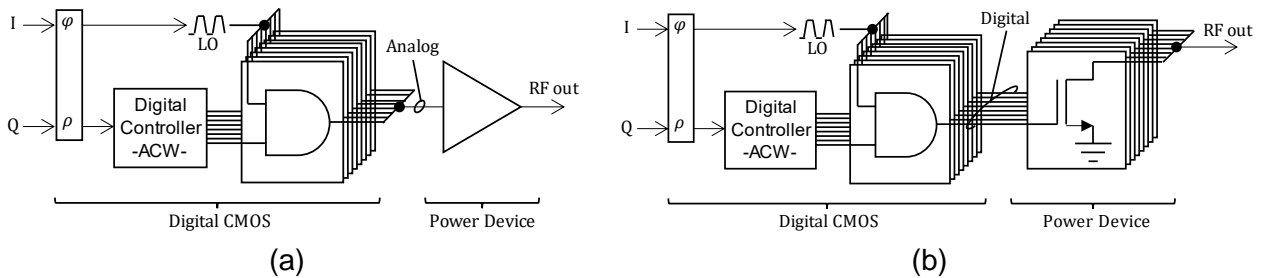 I
φ
LO
Analog
RF out
Q
ρ
Digital
Controller
-ACW-
Digital CMOS
Power Device
(a)
I
φ
LO
Digital
RF out
Q
ρ
Digital
Controller
-ACW-
Digital CMOS
Power Device
(b)